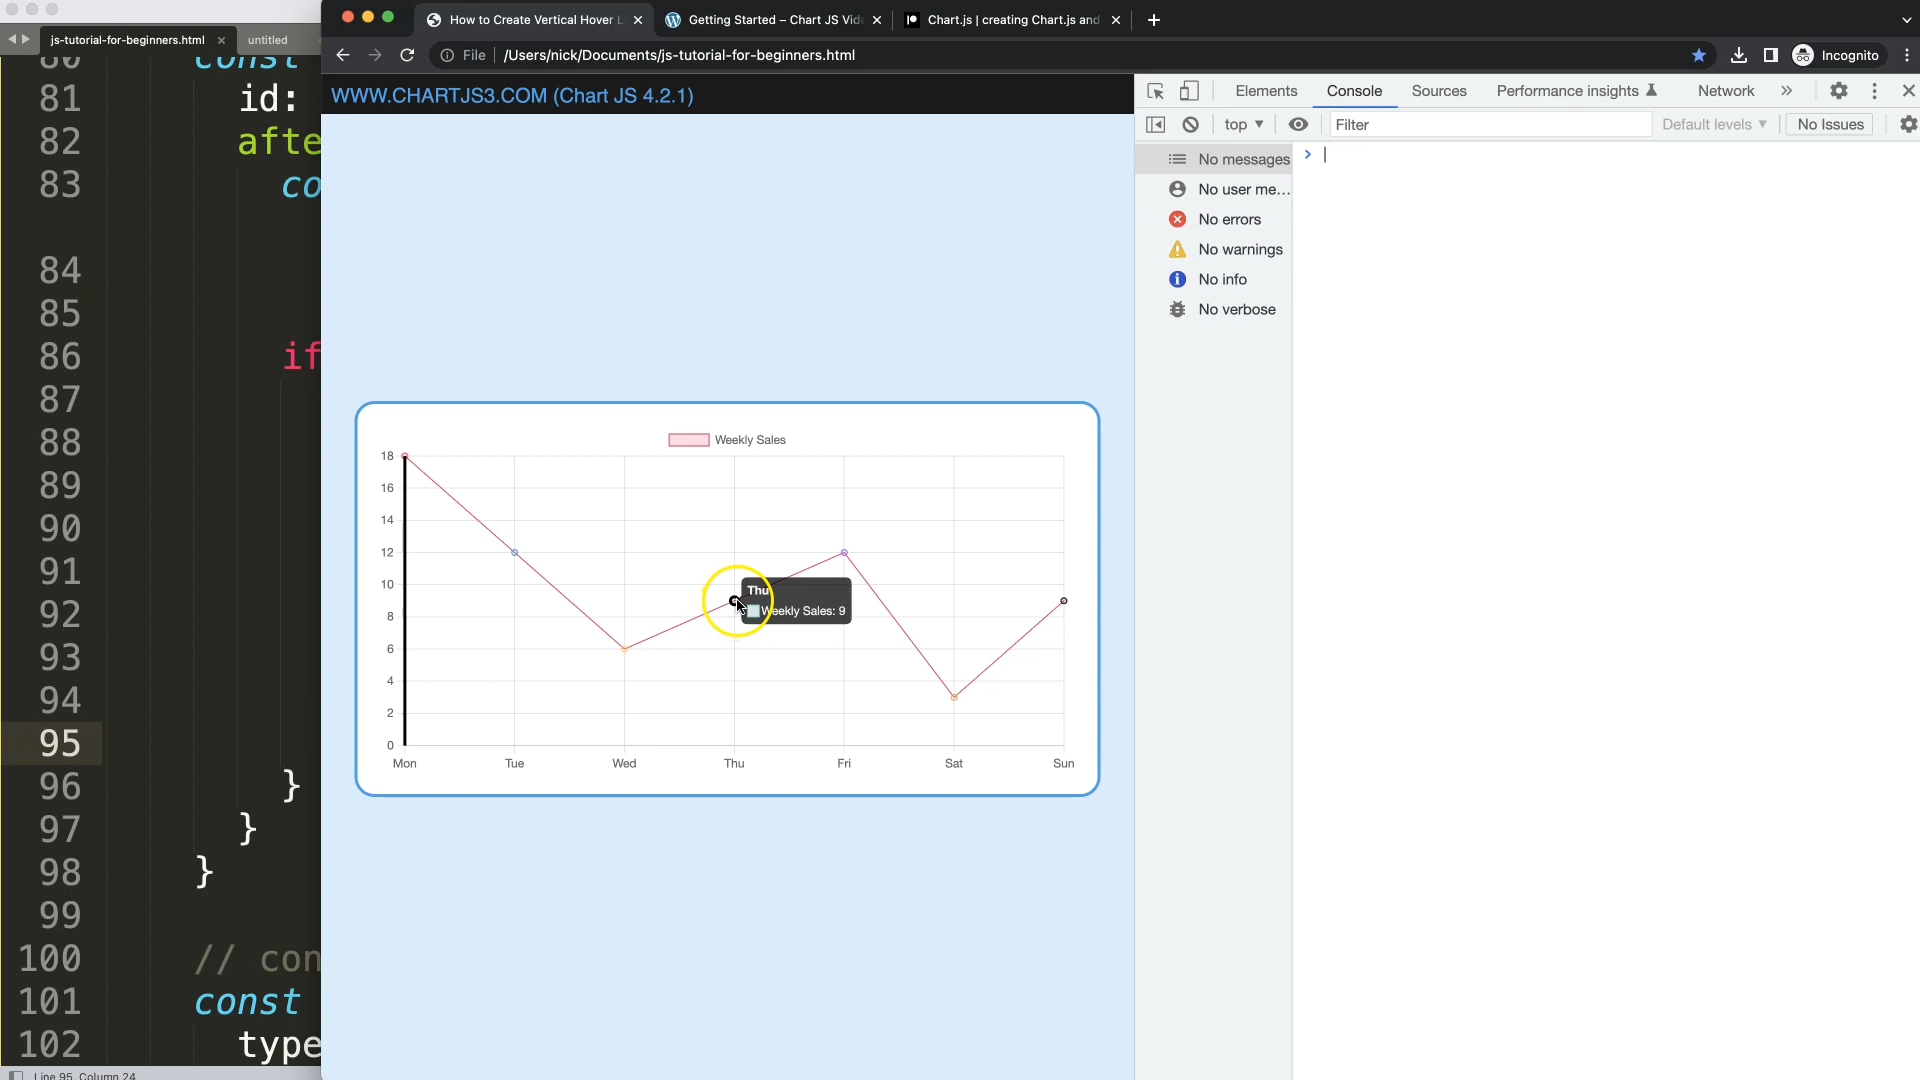 js-tutorial-for-beginners.html
untitled
80 const
81 id:
82 afte
83 co
84
85
86 if
87
88
89
90
91
92
93
94
95
96 }
97 }
98 }
99
100 // con
101 const
102 type
Line 95, Column 24
How to Create Vertical Hover L
Getting Started – Chart JS Vid
Chart.js | creating Chart.js and
File /Users/nick/Documents/js-tutorial-for-beginners.html
Incognito
WWW.CHARTJS3.COM (Chart JS 4.2.1)
Weekly Sales
18
16
14
12
10
8
6
4
2
0
Mon Tue Wed Thu Fri Sat Sun
Thu
Weekly Sales: 9
Elements Console Sources Performance insights Network
top Filter Default levels No Issues
No messages
No user me…
No errors
No warnings
No info
No verbose